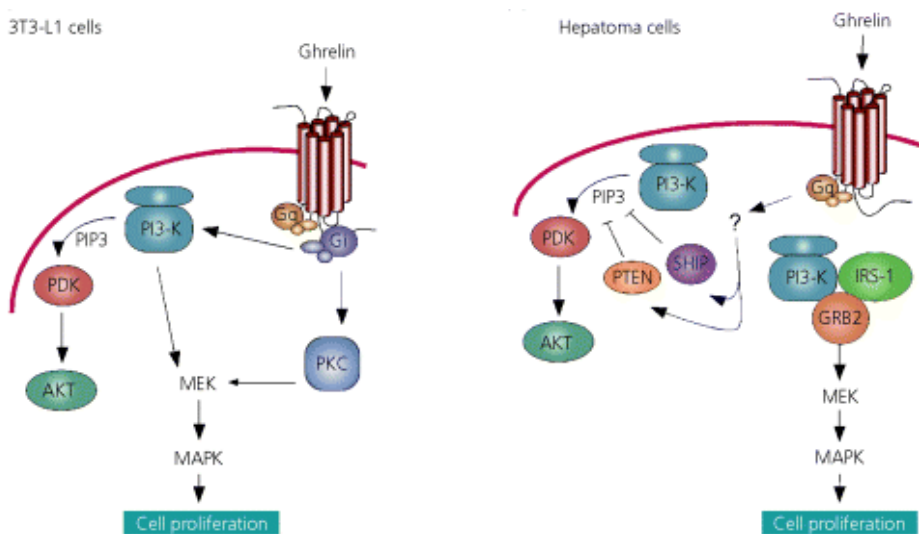 3T3-L1 cells
Ghrelin
Gq
Gi
PI3-K
PIP3
PDK
AKT
PKC
MEK
MAPK
Cell proliferation
Hepatoma cells
Ghrelin
Gq
PI3-K
PIP3
PDK
?
SHIP
PTEN
AKT
PI3-K
IRS-1
GRB2
MEK
MAPK
Cell proliferation